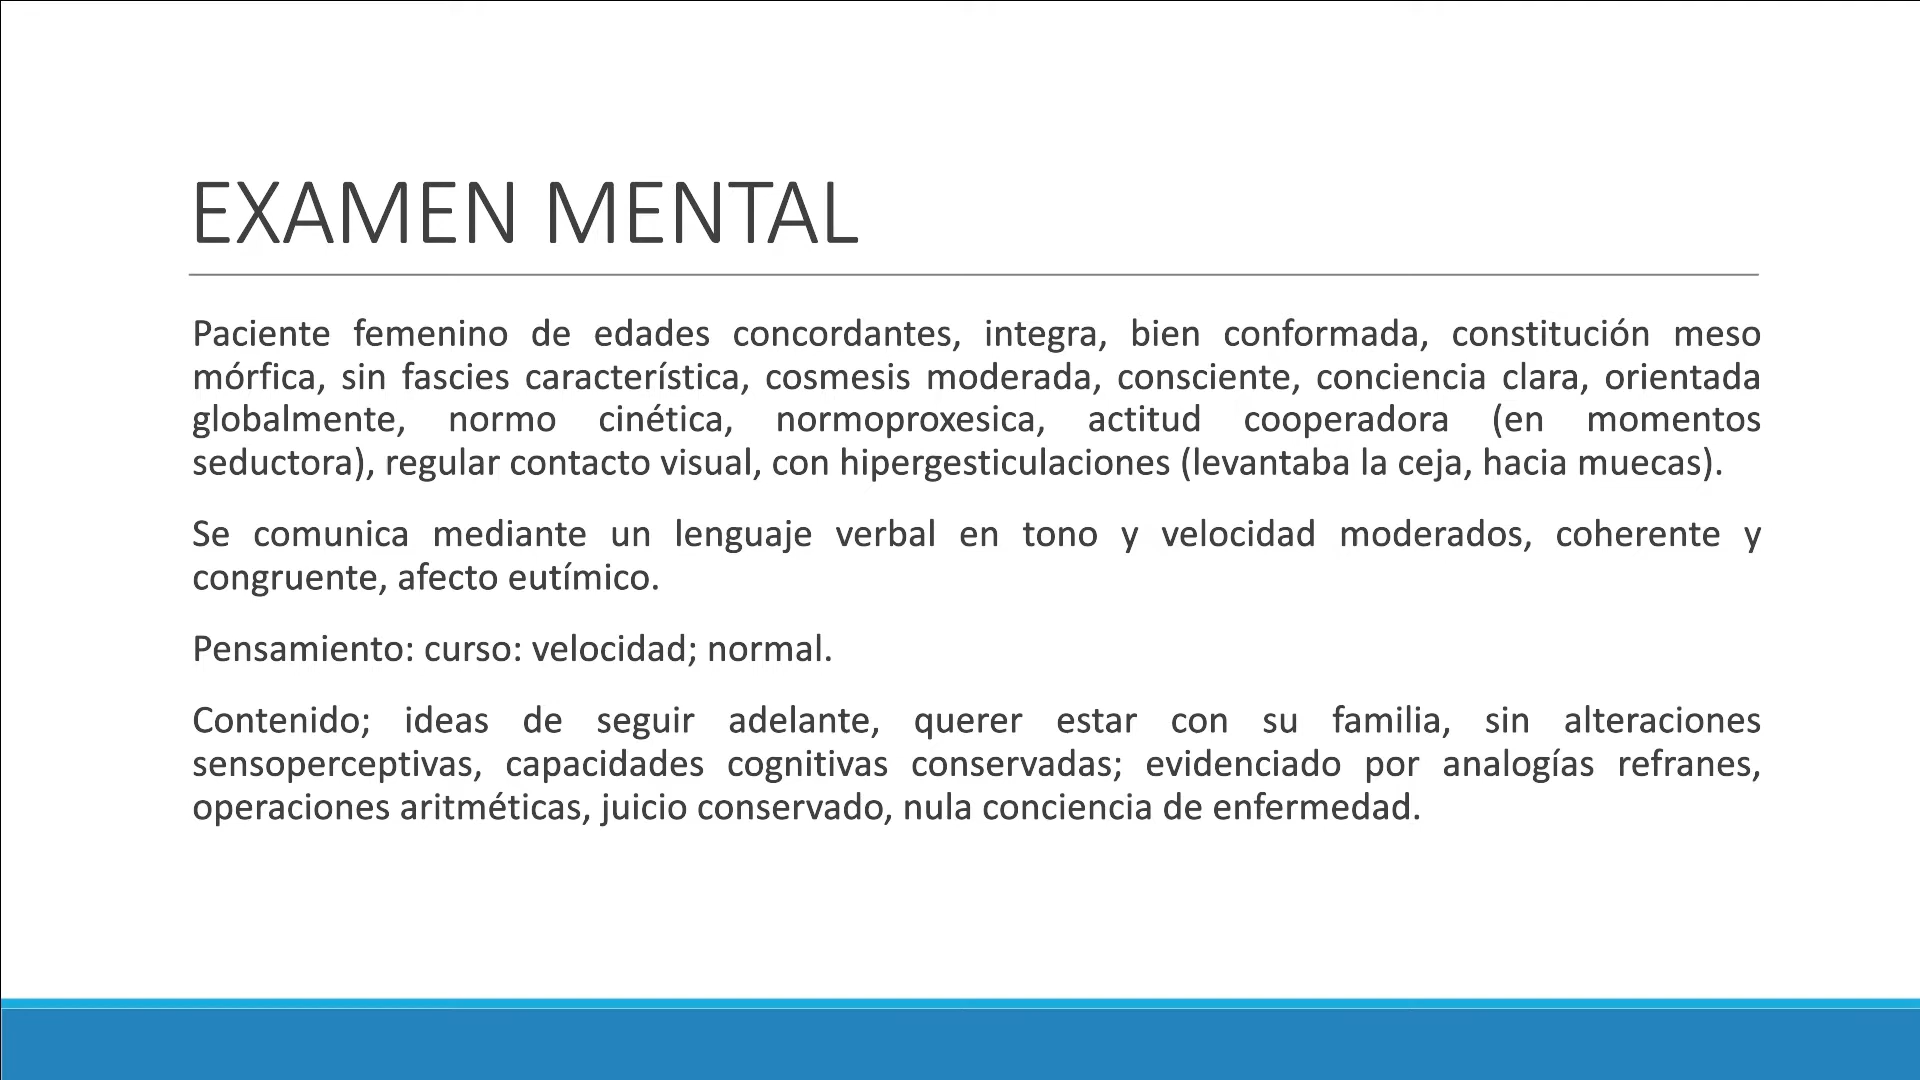 EXAMEN MENTAL
Paciente femenino de edades concordantes, integra, bien conformada, constitución meso
mórfica, sin fascies característica, cosmesis moderada, consciente, conciencia clara, orientada
globalmente, normo cinética, normoproxesica, actitud cooperadora (en momentos
seductora), regular contacto visual, con hipergesticulaciones (levantaba la ceja, hacia muecas).
Se comunica mediante un lenguaje verbal en tono y velocidad moderados, coherente y
congruente, afecto eutímico.
Pensamiento: curso: velocidad; normal.
Contenido; ideas de seguir adelante, querer estar con su familia, sin alteraciones
sensoperceptivas, capacidades cognitivas conservadas; evidenciado por analogías refranes,
operaciones aritméticas, juicio conservado, nula conciencia de enfermedad.